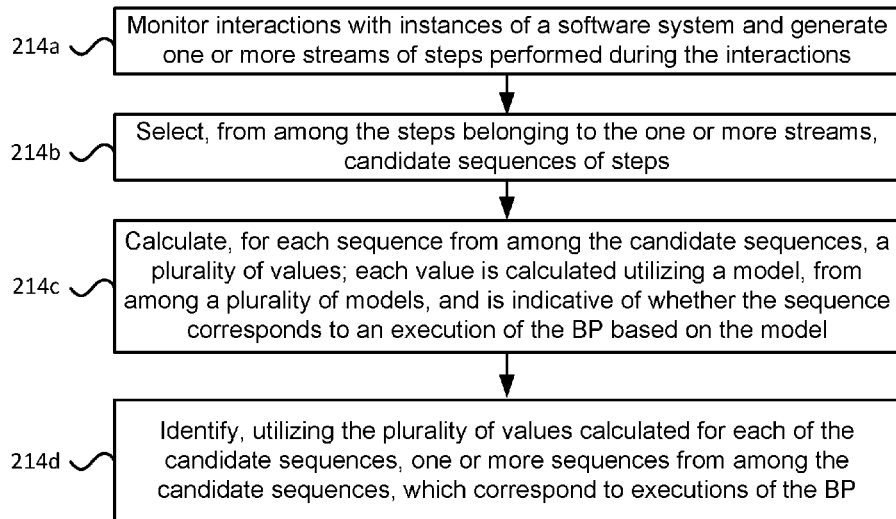 214a
Monitor interactions with instances of a software system and generate
one or more streams of steps performed during the interactions
214b
Select, from among the steps belonging to the one or more streams,
candidate sequences of steps
214c
Calculate, for each sequence from among the candidate sequences, a
plurality of values; each value is calculated utilizing a model, from
among a plurality of models, and is indicative of whether the sequence
corresponds to an execution of the BP based on the model
214d
Identify, utilizing the plurality of values calculated for each of the
candidate sequences, one or more sequences from among the
candidate sequences, which correspond to executions of the BP